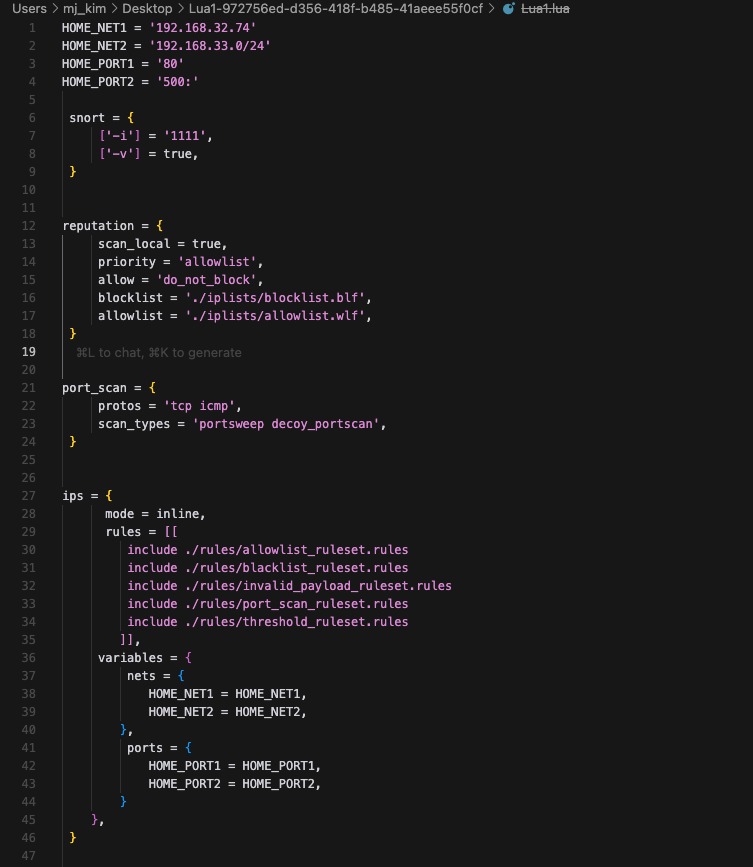 Users > mj_kim > Desktop > Lua1-972756ed-d356-418f-b485-41aeee55f0cf > Lua1.lua
1 HOME_NET1 = '192.168.32.74'
2 HOME_NET2 = '192.168.33.0/24'
3 HOME_PORT1 = '80'
4 HOME_PORT2 = '500:'
5
6 snort = {
7 ['-i'] = '1111',
8 ['-v'] = true,
9 }
10
11
12 reputation = {
13 scan_local = true,
14 priority = 'allowlist',
15 allow = 'do_not_block',
16 blocklist = './iplists/blocklist.blf',
17 allowlist = './iplists/allowlist.wlf',
18 }
19 ⌘L to chat, ⌘K to generate
20
21 port_scan = {
22 protos = 'tcp icmp',
23 scan_types = 'portsweep decoy_portscan',
24 }
25
26
27 ips = {
28 mode = inline,
29 rules = [[
30 include ./rules/allowlist_ruleset.rules
31 include ./rules/blacklist_ruleset.rules
32 include ./rules/invalid_payload_ruleset.rules
33 include ./rules/port_scan_ruleset.rules
34 include ./rules/threshold_ruleset.rules
35 ]],
36 variables = {
37 nets = {
38 HOME_NET1 = HOME_NET1,
39 HOME_NET2 = HOME_NET2,
40 },
41 ports = {
42 HOME_PORT1 = HOME_PORT1,
43 HOME_PORT2 = HOME_PORT2,
44 }
45 },
46 }
47